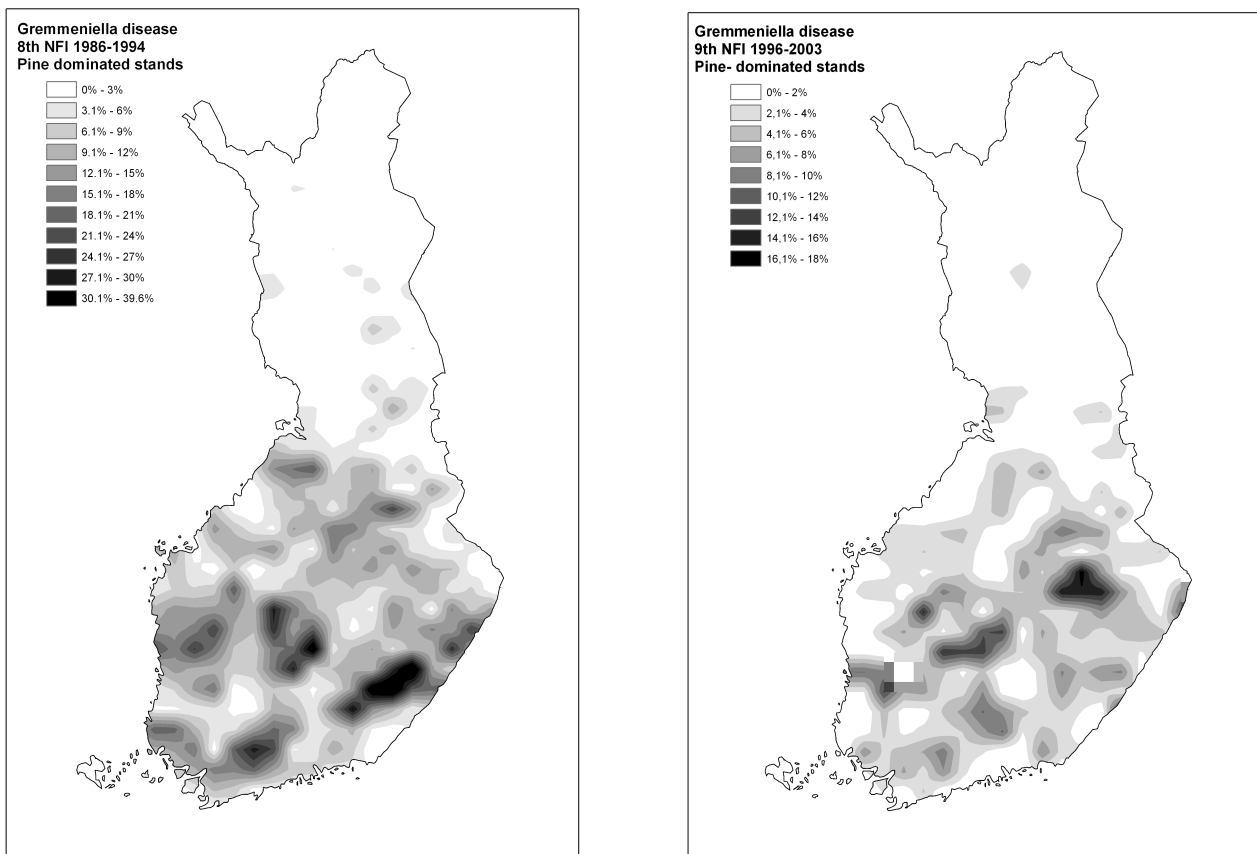 Gremmeniella disease
8th NFI 1986-1994
Pine dominated stands
0% - 3%
3.1% - 6%
6.1% - 9%
9.1% - 12%
12.1% - 15%
15.1% - 18%
18.1% - 21%
21.1% - 24%
24.1% - 27%
27.1% - 30%
30.1% - 39.6%
Gremmeniella disease
9th NFI 1996-2003
Pine- dominated stands
0% - 2%
2,1% - 4%
4,1% - 6%
6,1% - 8%
8,1% - 10%
10,1% - 12%
12,1% - 14%
14,1% - 16%
16,1% - 18%